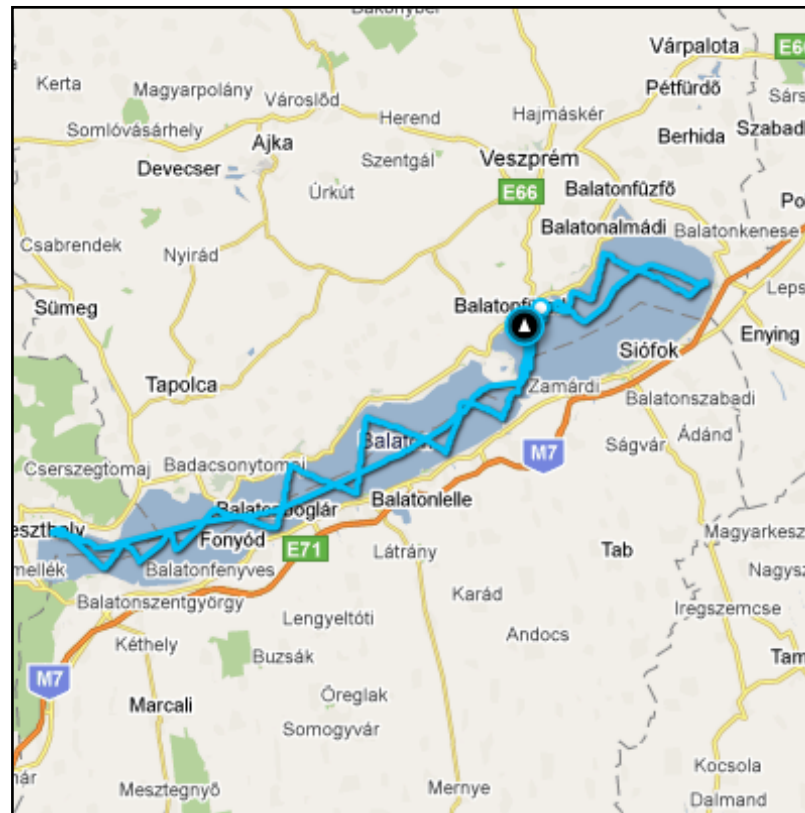 Bakonybél
Várpalota
E66
Kerta
Magyarpolány
Városlőd
Pétfürdő
Herend
Hajmáskér
Somlóvásárhely
Ajka
Berhida
Devecser
Szentgál
Veszprém
Úrkút
E66
Balatonfűzfő
Balatonalmádi
Balatonkenese
Csabrendek
Nyirád
Sümeg
Siófok
Enying
Tapolca
Zamárdi
Balatonszabadi
Ádánd
Ságvár
M7
Cserszegtomaj
Badacsonytomaj
Balatonlelle
Fonyód
E71
Látrány
Tab
Balatonfenyves
Balatonszentgyörgy
Karád
Iregszemcse
Lengyeltóti
Kéthely
Andocs
Buzsák
M7
Marcali
Öreglak
Somogyvár
Kocsola
Mesztegnyő
Mernye
Dalmand